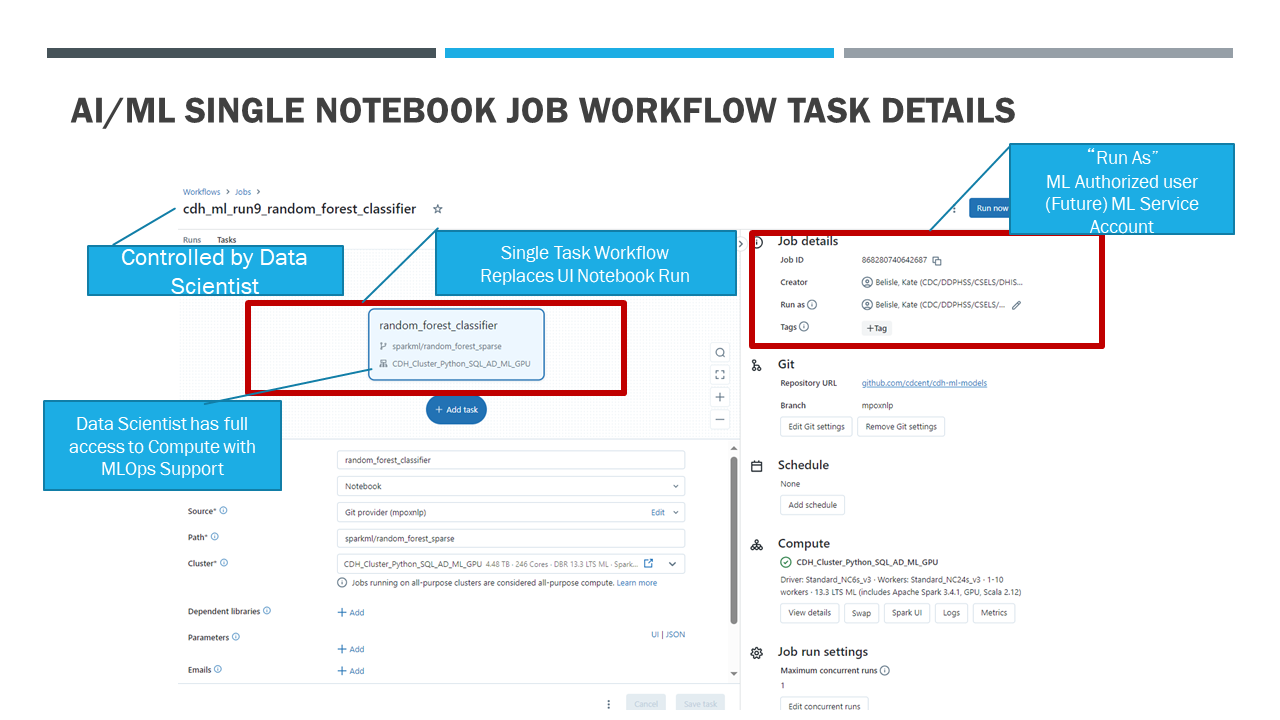 AI/ML SINGLE NOTEBOOK JOB WORKFLOW TASK DETAILS
“Run As”
ML Authorized user
(Future) ML Service
Account
Workflows > Jobs >
cdh_ml_run9_random_forest_classifier
Run now
Runs Tasks
Controlled by Data
Scientist
Single Task Workflow
Replaces UI Notebook Run
random_forest_classifier
sparkml/random_forest_sparse
CDH_Cluster_Python_SQL_AD_ML_GPU
+ Add task
Data Scientist has full
access to Compute with
MLOps Support
random_forest_classifier
Notebook
Source* Git provider (mpoxnlp) Edit
Path* sparkml/random_forest_sparse
Cluster* CDH_Cluster_Python_SQL_AD_ML_GPU 4.48 TB · 246 Cores · DBR 13.3 LTS ML · Spark...
Jobs running on all-purpose clusters are considered all-purpose compute. Learn more
Dependent libraries + Add
Parameters UI | JSON
+ Add
Emails + Add
Cancel Save task
Job details
Job ID 868280740642687
Creator Belisle, Kate (CDC/DDPHSS/CSELS/DHIS...
Run as Belisle, Kate (CDC/DDPHSS/CSELS/...
Tags +Tag
Git
Repository URL github.com/cdcent/cdh-ml-models
Branch mpoxnlp
Edit Git settings Remove Git settings
Schedule
None
Add schedule
Compute
CDH_Cluster_Python_SQL_AD_ML_GPU
Driver: Standard_NC6s_v3 · Workers: Standard_NC24s_v3 · 1-10
workers · 13.3 LTS ML (includes Apache Spark 3.4.1, GPU, Scala 2.12)
View details Swap Spark UI Logs Metrics
Job run settings
Maximum concurrent runs
1
Edit concurrent runs